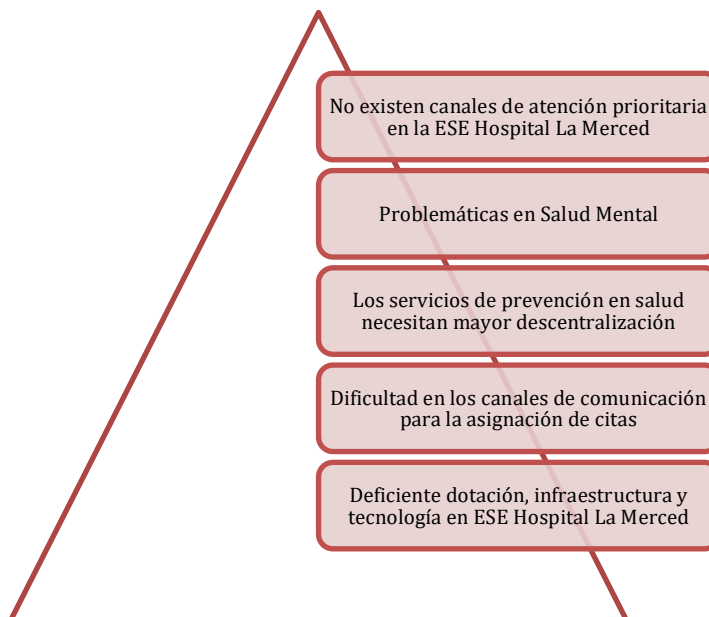 No existen canales de atención prioritaria
en la ESE Hospital La Merced
Problemáticas en Salud Mental
Los servicios de prevención en salud
necesitan mayor descentralización
Dificultad en los canales de comunicación
para la asignación de citas
Deficiente dotación, infraestructura y
tecnología en ESE Hospital La Merced